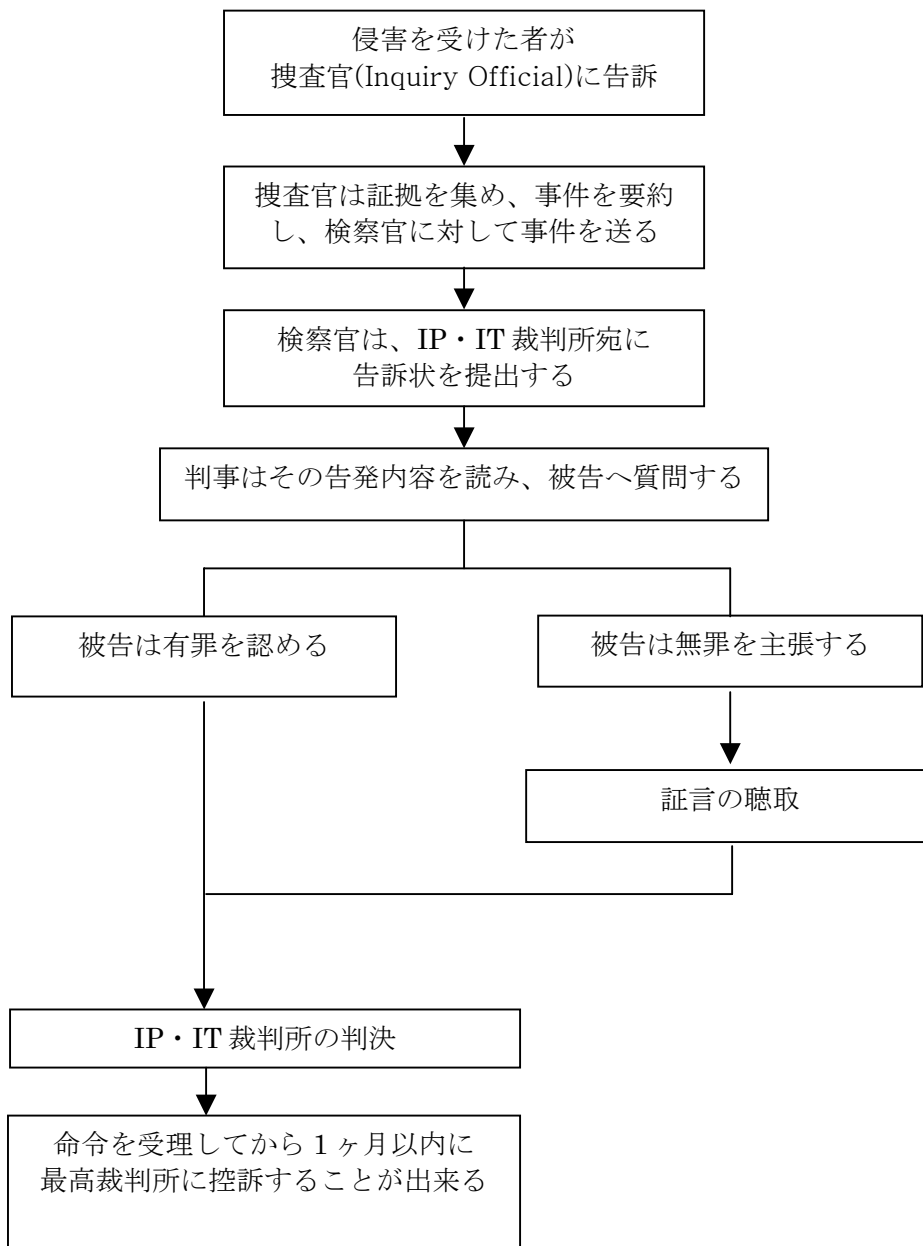 侵害を受けた者が
捜査官(Inquiry Official)に告訴
捜査官は証拠を集め、事件を要約
し、検察官に対して事件を送る
検察官は、IP・IT 裁判所宛に
告訴状を提出する
判事はその告発内容を読み、被告へ質問する
被告は有罪を認める
被告は無罪を主張する
証言の聴取
IP・IT 裁判所の判決
命令を受理してから 1 ヶ月以内に
最高裁判所に控訴することが出来る